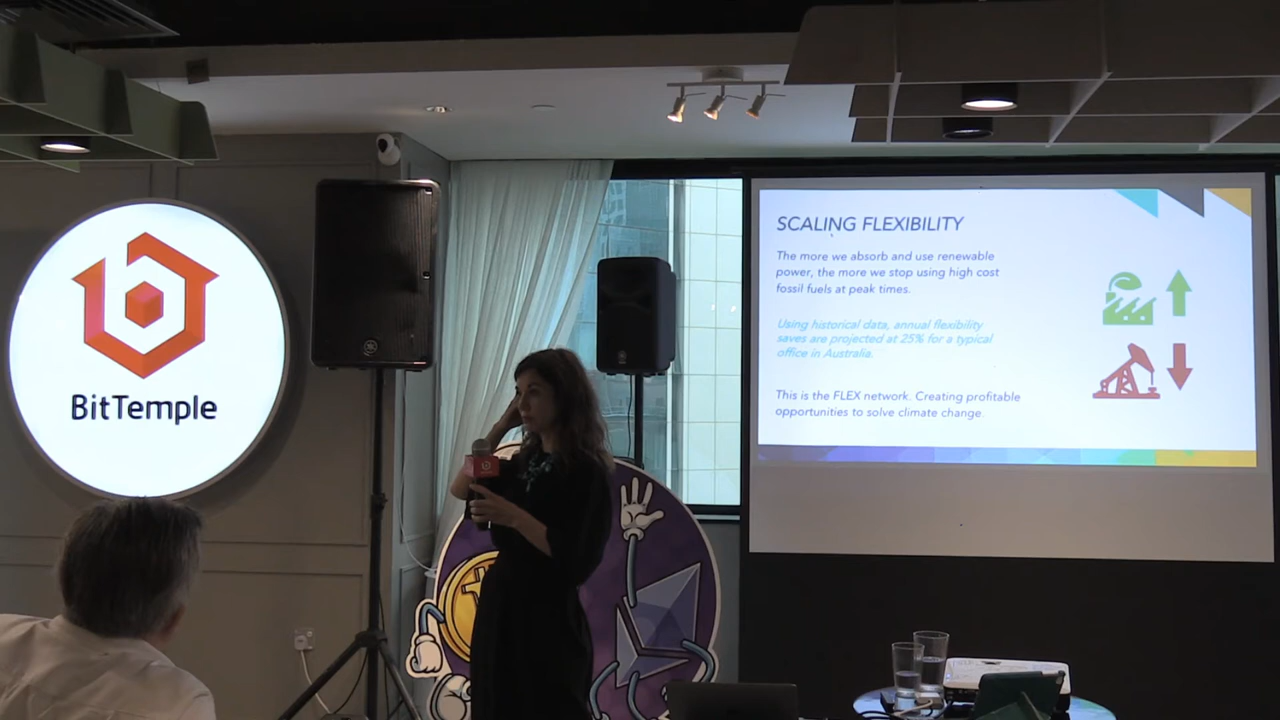 BitTemple
SCALING FLEXIBILITY
The more we absorb and use renewable
power, the more we stop using high cost
fossil fuels at peak times.
Using historical data, annual flexibility
saves are projected at 25% for a typical
office in Australia.
This is the FLEX network. Creating profitable
opportunities to solve climate change.